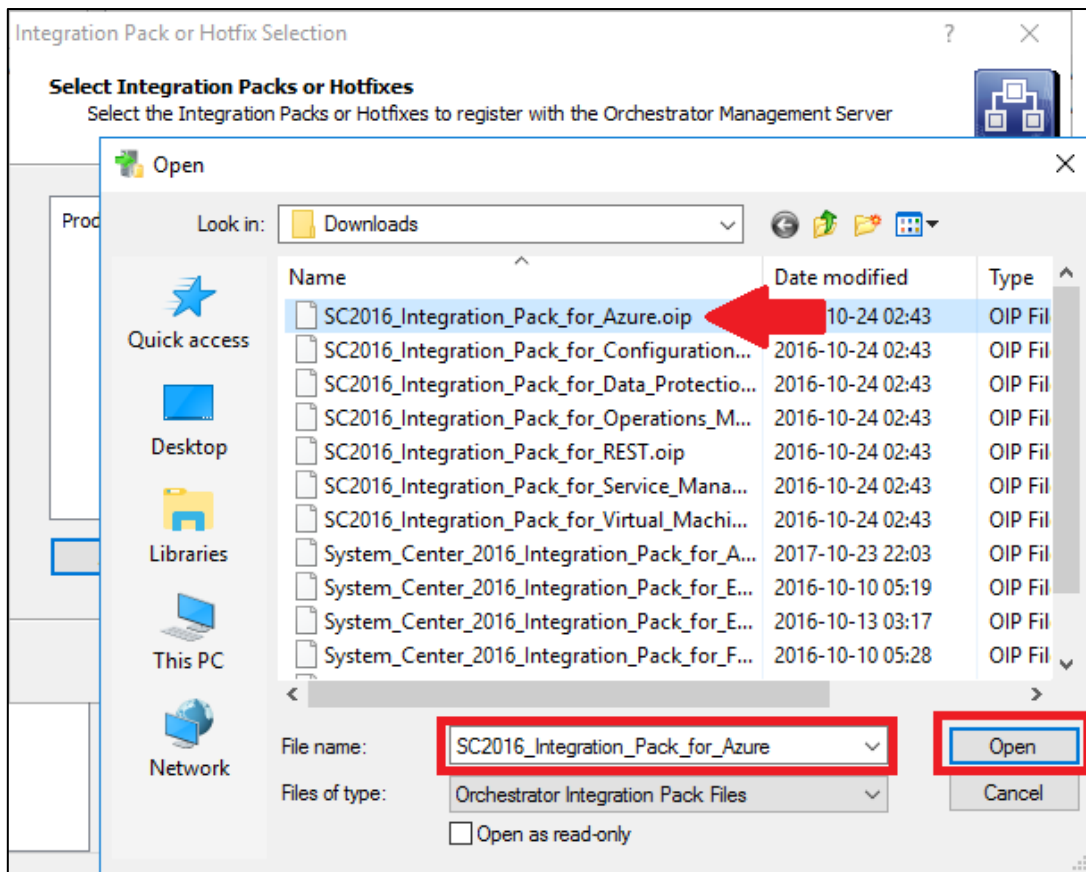 Integration Pack or Hotfix Selection
Select Integration Packs or Hotfixes
Select the Integration Packs or Hotfixes to register with the Orchestrator Management Server
Open
Prod
Look in: Downloads
Name Date modified Type
SC2016_Integration_Pack_for_Azure.oip 10-24 02:43 OIP Fil
SC2016_Integration_Pack_for_Configuration... 2016-10-24 02:43 OIP Fil
SC2016_Integration_Pack_for_Data_Protectio... 2016-10-24 02:43 OIP Fil
SC2016_Integration_Pack_for_Operations_M... 2016-10-24 02:43 OIP Fil
SC2016_Integration_Pack_for_REST.oip 2016-10-24 02:43 OIP Fil
SC2016_Integration_Pack_for_Service_Mana... 2016-10-24 02:43 OIP Fil
SC2016_Integration_Pack_for_Virtual_Machi... 2016-10-24 02:43 OIP Fil
System_Center_2016_Integration_Pack_for_A... 2017-10-23 22:03 OIP Fil
System_Center_2016_Integration_Pack_for_E... 2016-10-10 05:19 OIP Fil
System_Center_2016_Integration_Pack_for_E... 2016-10-13 03:17 OIP Fil
System_Center_2016_Integration_Pack_for_F... 2016-10-10 05:28 OIP Fil
Quick access
Desktop
Libraries
This PC
Network
File name: SC2016_Integration_Pack_for_Azure Open
Files of type: Orchestrator Integration Pack Files Cancel
Open as read-only